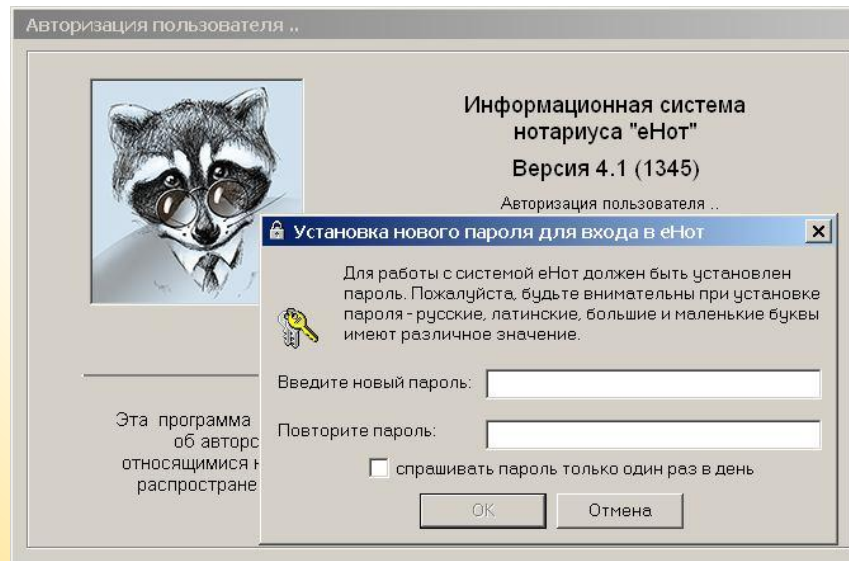 Авторизация пользователя ..
Информационная система
нотариуса "еНот"
Версия 4.1 (1345)
Авторизация пользователя ..
Установка нового пароля для входа в еНот
Для работы с системой еНот должен быть установлен
пароль. Пожалуйста, будьте внимательны при установке
пароля - русские, латинские, большие и маленькие буквы
имеют различное значение.
Введите новый пароль:
Повторите пароль:
спрашивать пароль только один раз в день
OK
Отмена
Эта программа
об авторс
относящимися н
распростране